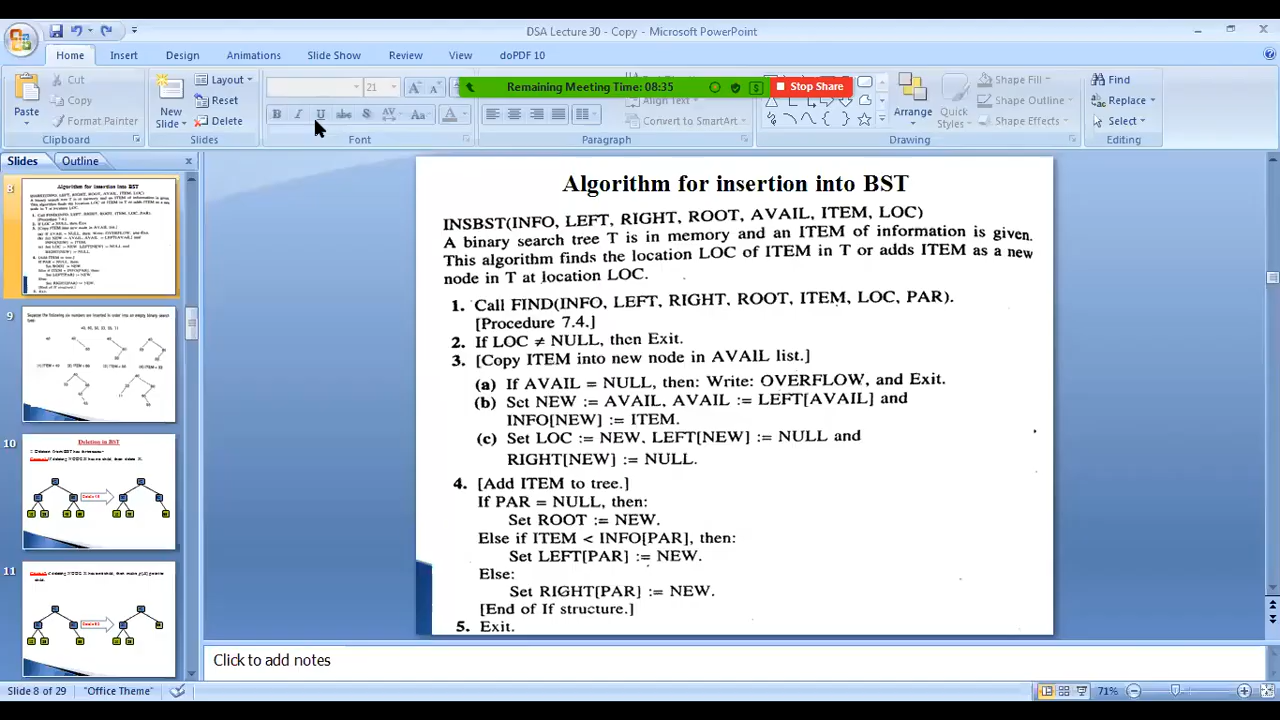 DSA Lecture 30 - Copy - Microsoft PowerPoint
Home Insert Design Animations Slide Show Review View doPDF 10
Cut Layout 21 Remaining Meeting Time: 08:35 Stop Share Shape Fill Find
Paste Copy New Slide Reset Align Text Arrange Quick Styles Shape Outline Replace
Format Painter Delete B I U abc S AV Aa A Convert to SmartArt Shape Effects Select
Clipboard Slides Font Paragraph Drawing Editing
Slides Outline
8
9
10
11
Algorithm for insertion into BST
INSBST(INFO, LEFT, RIGHT, ROOT, AVAIL, ITEM, LOC)
A binary search tree T is in memory and an ITEM of information is given.
This algorithm finds the location LOC of ITEM in T or adds ITEM as a new
node in T at location LOC.
1. Call FIND(INFO, LEFT, RIGHT, ROOT, ITEM, LOC, PAR).
[Procedure 7.4.]
2. If LOC ≠ NULL, then Exit.
3. [Copy ITEM into new node in AVAIL list.]
(a) If AVAIL = NULL, then: Write: OVERFLOW, and Exit.
(b) Set NEW := AVAIL, AVAIL := LEFT[AVAIL] and
INFO[NEW] := ITEM.
(c) Set LOC := NEW, LEFT[NEW] := NULL and
RIGHT[NEW] := NULL.
4. [Add ITEM to tree.]
If PAR = NULL, then:
Set ROOT := NEW.
Else if ITEM < INFO[PAR], then:
Set LEFT[PAR] := NEW.
Else:
Set RIGHT[PAR] := NEW.
[End of If structure.]
5. Exit.
Click to add notes
Slide 8 of 29 "Office Theme" 71%